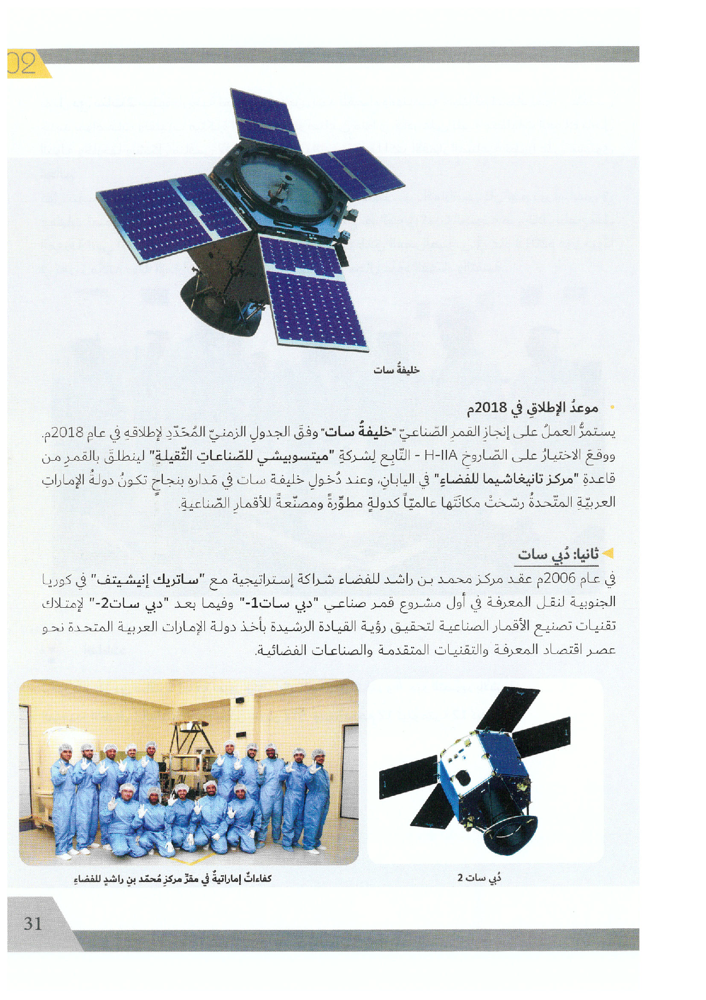 02
خليفةُ سات
• موعدُ الإطلاقِ في 2018م
يستمرُّ العملُ على إنجازِ القمرِ الصّناعيّ "خليفةُ سات" وفقَ الجدولِ الزمنيّ المُحَدّدِ لإطلاقهِ في عامِ 2018م.
ووقعَ الاختيارُ على الصّاروخِ H-IIA - التّابعِ لشركةِ "ميتسوبيشي للصّناعاتِ الثّقيلةِ" لينطلقَ بالقمرِ من
قاعدةِ "مركز تانيغاشيما للفضاءِ" في اليابانِ، وعند دُخولِ خليفة سات في مَدارهِ بنجاحٍ تكونُ دولةُ الإماراتِ
العربيّةِ المتّحدةُ رسّختْ مكانَتَها عالميّاً كدولةٍ مطوِّرةً ومصنّعةً للأقمارِ الصّناعيةِ.
ثانيا: دُبي سات
في عام 2006م عقد مركز محمد بن راشد للفضاء شراكة إستراتيجية مع "ساتريك إنيشيتف" في كوريا
الجنوبية لنقل المعرفة في أول مشروع قمر صناعي "دبي سات1-" وفيما بعد "دبي سات2-" لإمتلاك
تقنيات تصنيع الأقمار الصناعية لتحقيق رؤية القيادة الرشيدة بأخذ دولة الإمارات العربية المتحدة نحو
عصر اقتصاد المعرفة والتقنيات المتقدمة والصناعات الفضائية.
دُبي سات 2
كفاءاتٌ إماراتيةٌ في مقرِّ مركزِ مُحمّد بنِ راشدٍ للفضاءِ
31